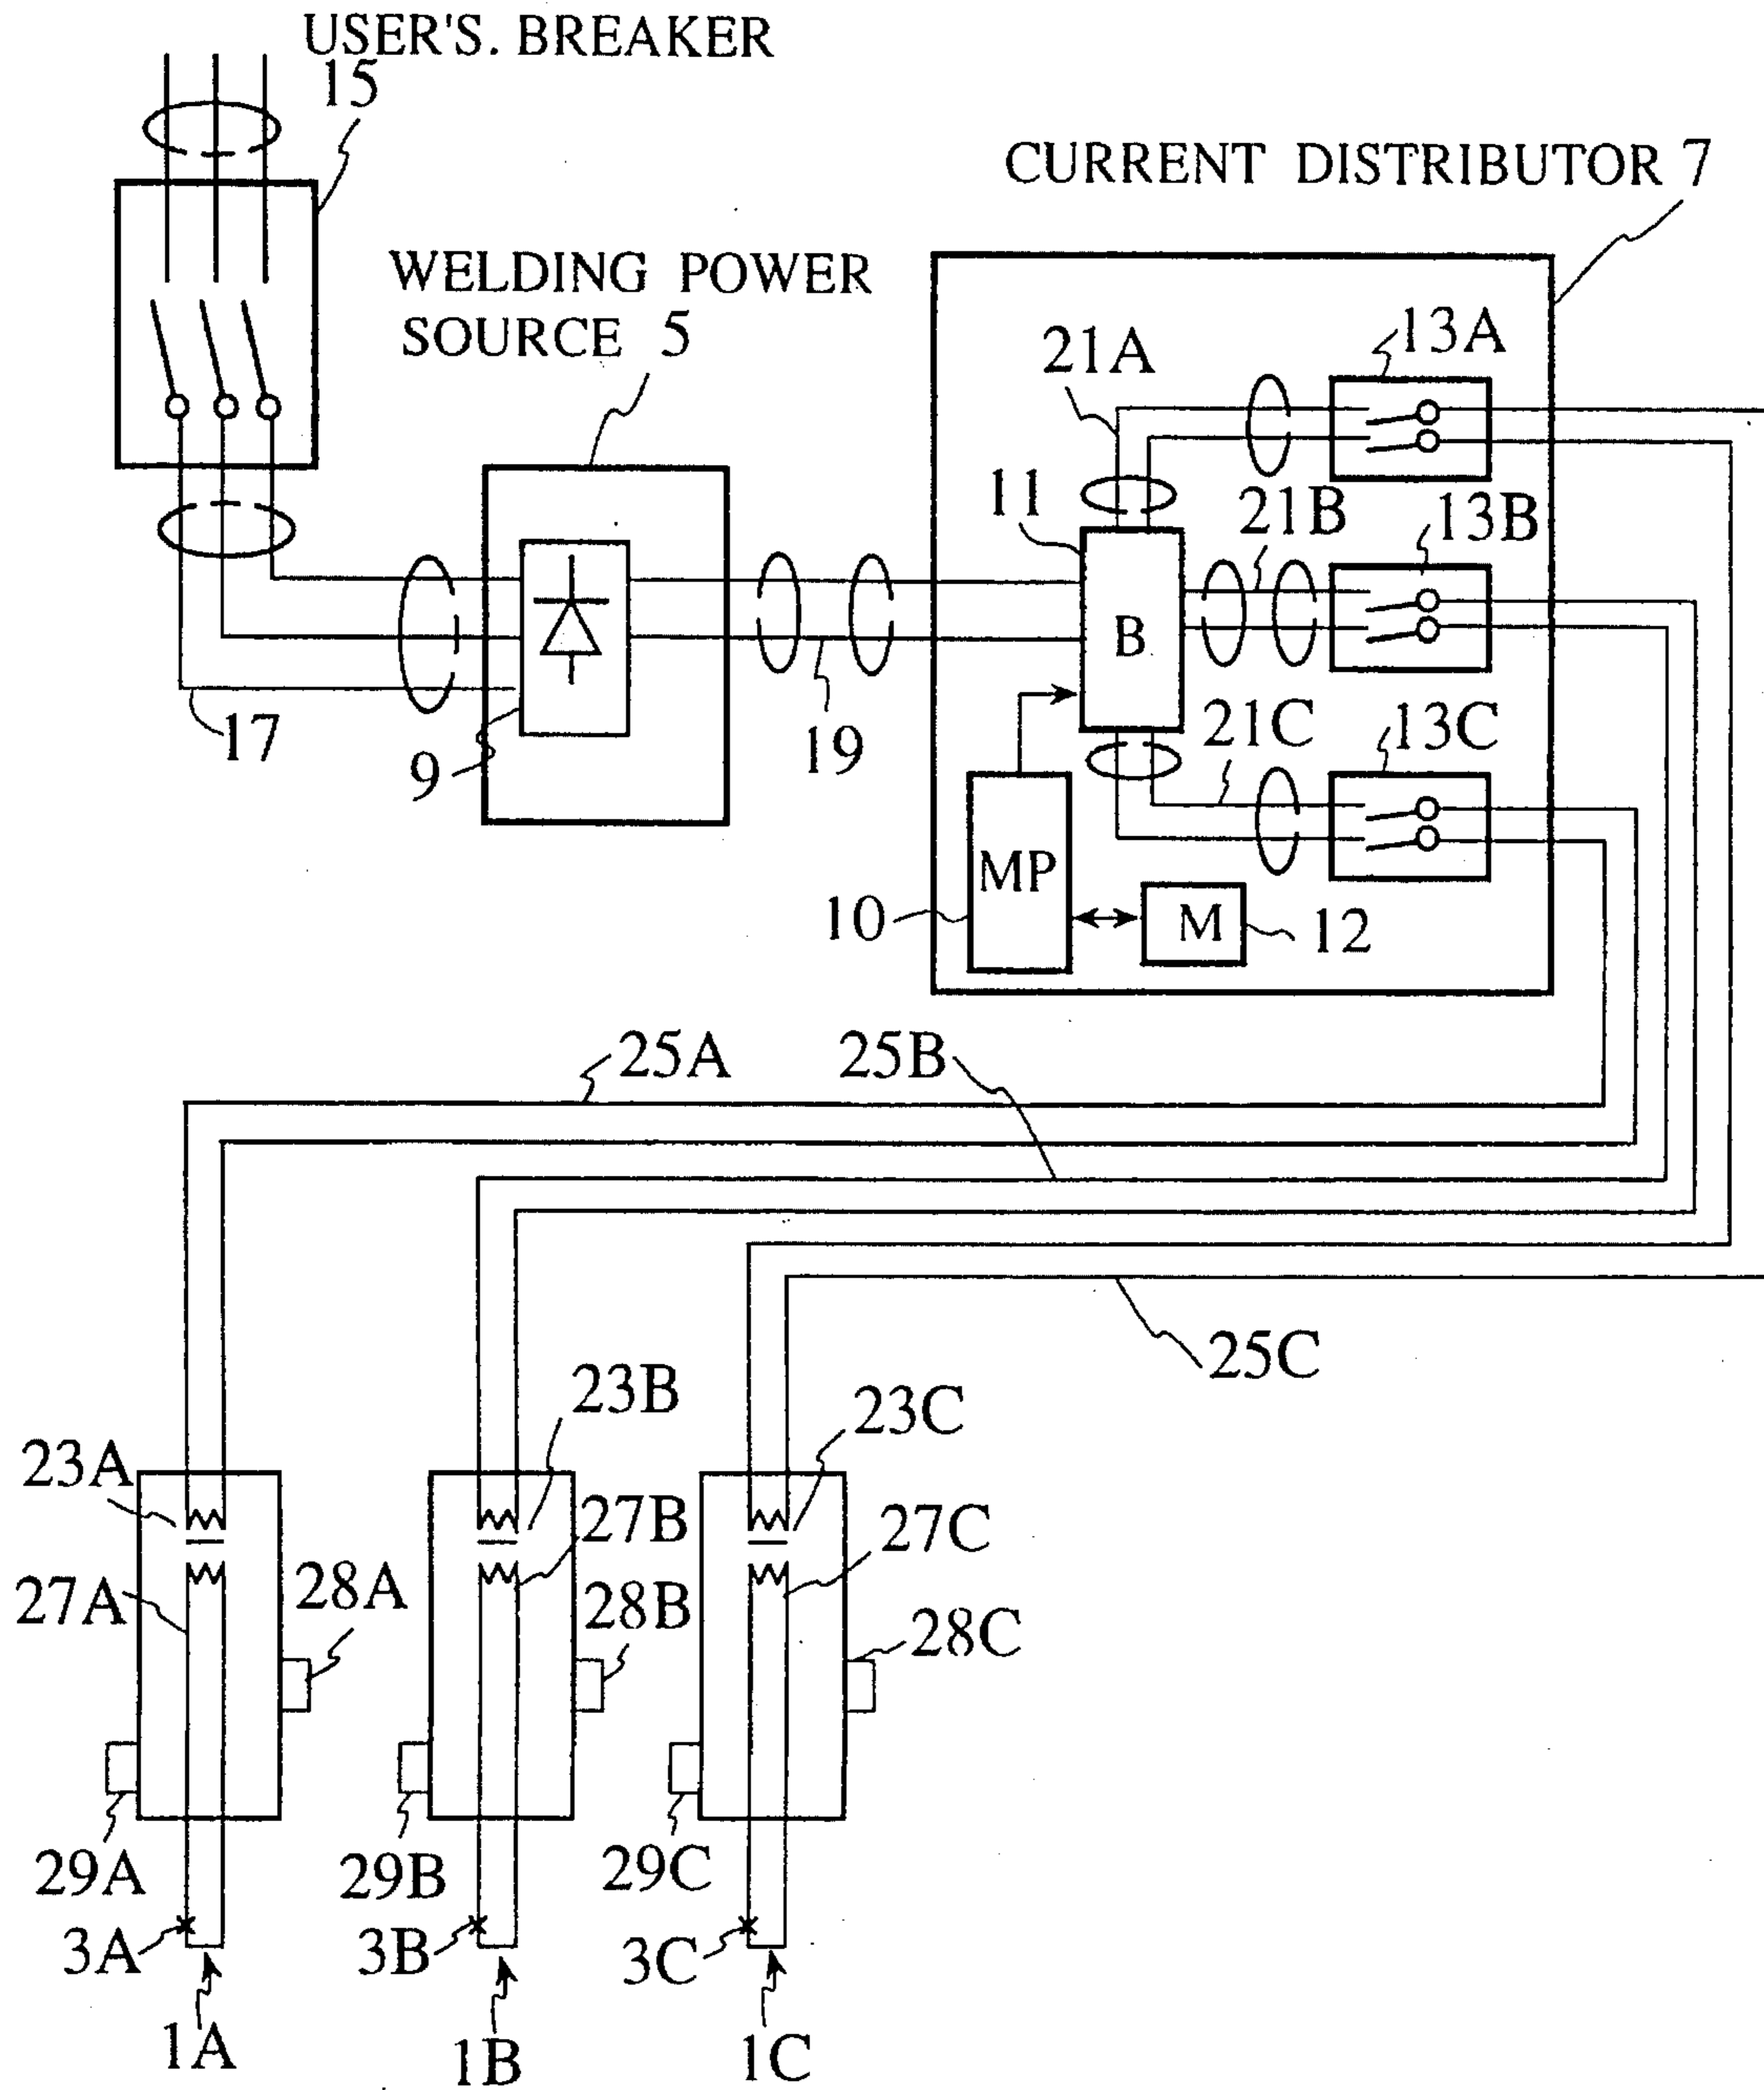 USER'S. BREAKER
15
CURRENT DISTRIBUTOR 7
WELDING POWER
SOURCE 5
13A
21A
11
21B
13B
B
17
9
19
21C
13C
MP
10
M
12
25A
25B
25C
23A
23B
23C
27A
27B
27C
28A
28B
28C
29A
29B
29C
3A
3B
3C
1A
1B
1C